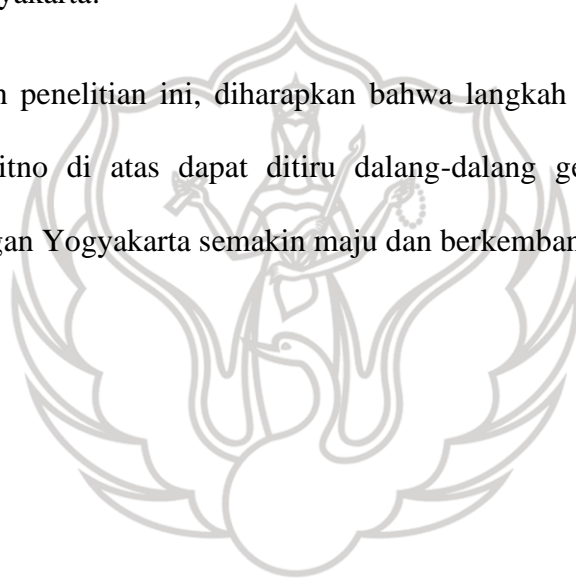 yakarta.
n penelitian ini, diharapkan bahwa langkah
itno di atas dapat ditiru dalang-dalang ge
gan Yogyakarta semakin maju dan berkemban